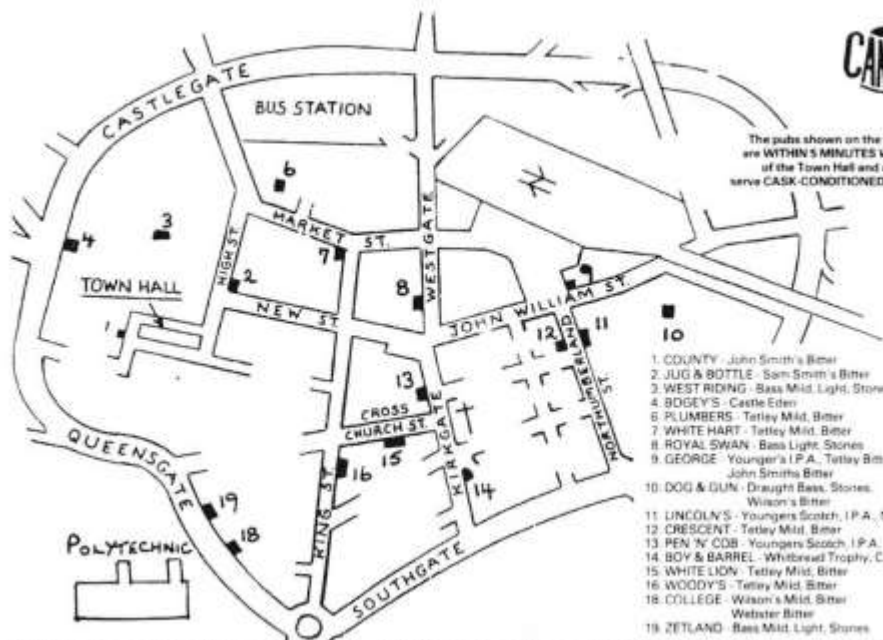 CASTLEGATE
BUS STATION
The pubs shown on the
are WITHIN 5 MINUTES
of the Town Hall and
serve CASK-CONDITIONED
6
3
4
MARKET ST.
WESTGATE
HIGH ST.
7
TOWN HALL
2
8
9
NEW ST.
JOHN WILLIAM ST.
1
12
11
10
NORTHUMBERLAND ST.
13
CROSS CHURCH ST.
15
KIRKGATE
16
14
QUEENSGATE
KING ST.
19
18
SOUTHGATE
POLYTECHNIC
1. COUNTY - John Smith's Bitter
2. JUG & BOTTLE - Sam Smith's Bitter
3. WEST RIDING - Bass Mild, Light, Stones
4. BOGEY'S - Castle Eden
6. PLUMBERS - Tetley Mild, Bitter
7. WHITE HART - Tetley Mild, Bitter
8. ROYAL SWAN - Bass Light, Stones
9. GEORGE - Younger's I.P.A., Tetley
John Smiths Bitter
10. DOG & GUN - Draught Bass, Stones,
Wilson's Bitter
11. LINCOLN'S - Youngers Scotch, I.P.A.,
12. CRESCENT - Tetley Mild, Bitter
13. PEN 'N' COB - Youngers Scotch, I.P.A.
14. BOY & BARREL - Whitbread Trophy,
15. WHITE LION - Tetley Mild, Bitter
16. WOODY'S - Tetley Mild, Bitter
18. COLLEGE - Wilson's Mild, Bitter
Webster Bitter
19. ZETLAND - Bass Mild, Light, Stones